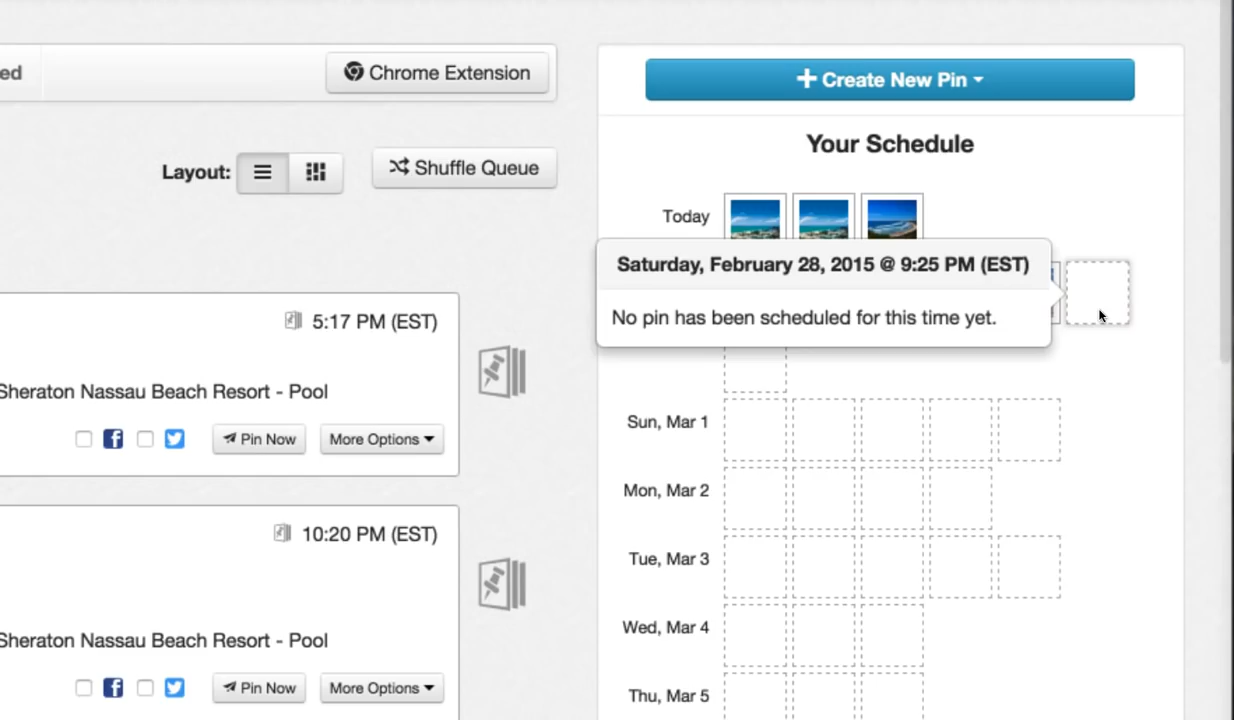 ed
Chrome Extension
Create New Pin
Your Schedule
Layout:
Shuffle Queue
Today
Saturday, February 28, 2015 @ 9:25 PM (EST)
No pin has been scheduled for this time yet.
5:17 PM (EST)
Sheraton Nassau Beach Resort - Pool
Pin Now
More Options
10:20 PM (EST)
Sheraton Nassau Beach Resort - Pool
Pin Now
More Options
Sun, Mar 1
Mon, Mar 2
Tue, Mar 3
Wed, Mar 4
Thu, Mar 5